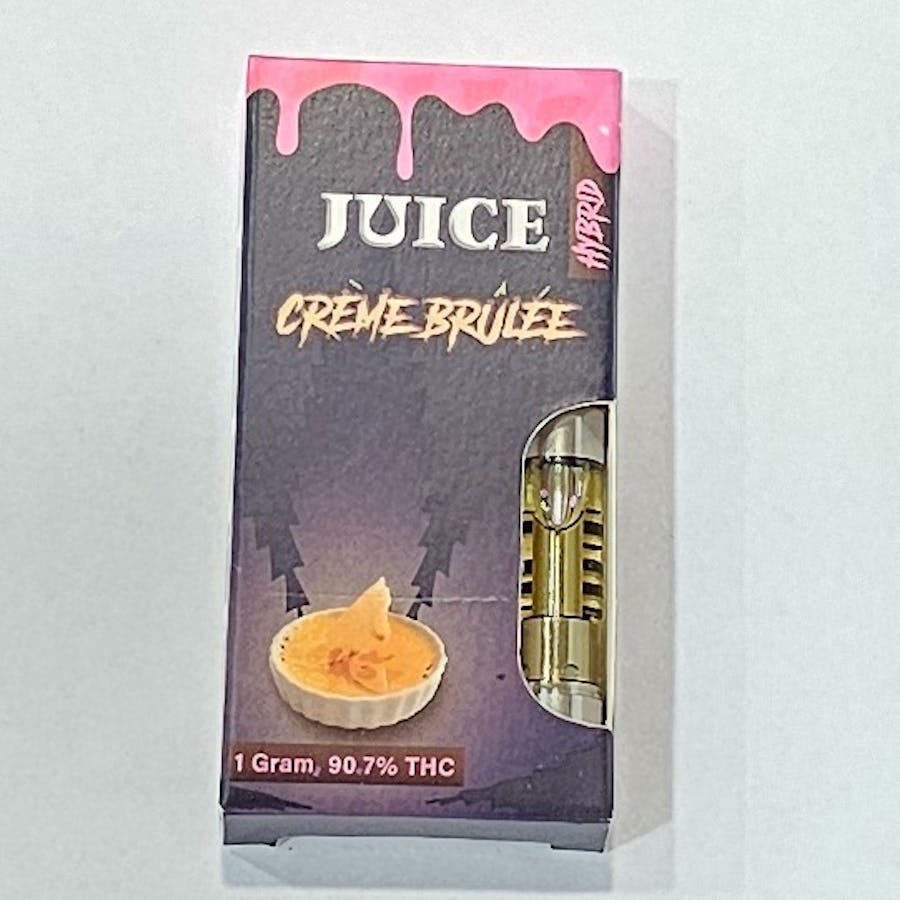 JUICE
HYBRID
CRÈME BRÛLÉE
1 Gram, 90.7% THC